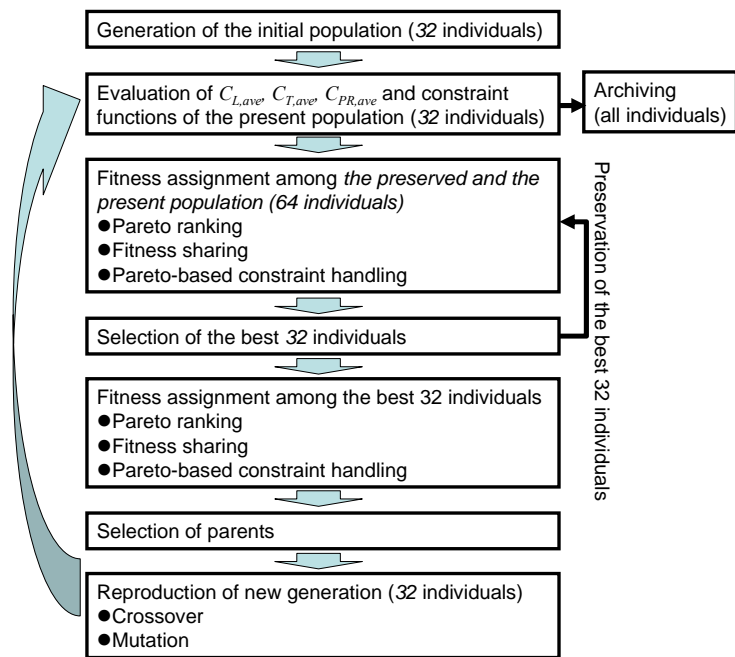 Generation of the initial population (32 individuals)
Evaluation of C_{L,ave}, C_{T,ave}, C_{PR,ave} and constraint
functions of the present population (32 individuals)
Archiving
(all individuals)
Fitness assignment among the preserved and the
present population (64 individuals)
●Pareto ranking
●Fitness sharing
●Pareto-based constraint handling
Preservation of the best 32 individuals
Selection of the best 32 individuals
Fitness assignment among the best 32 individuals
●Pareto ranking
●Fitness sharing
●Pareto-based constraint handling
Selection of parents
Reproduction of new generation (32 individuals)
●Crossover
●Mutation